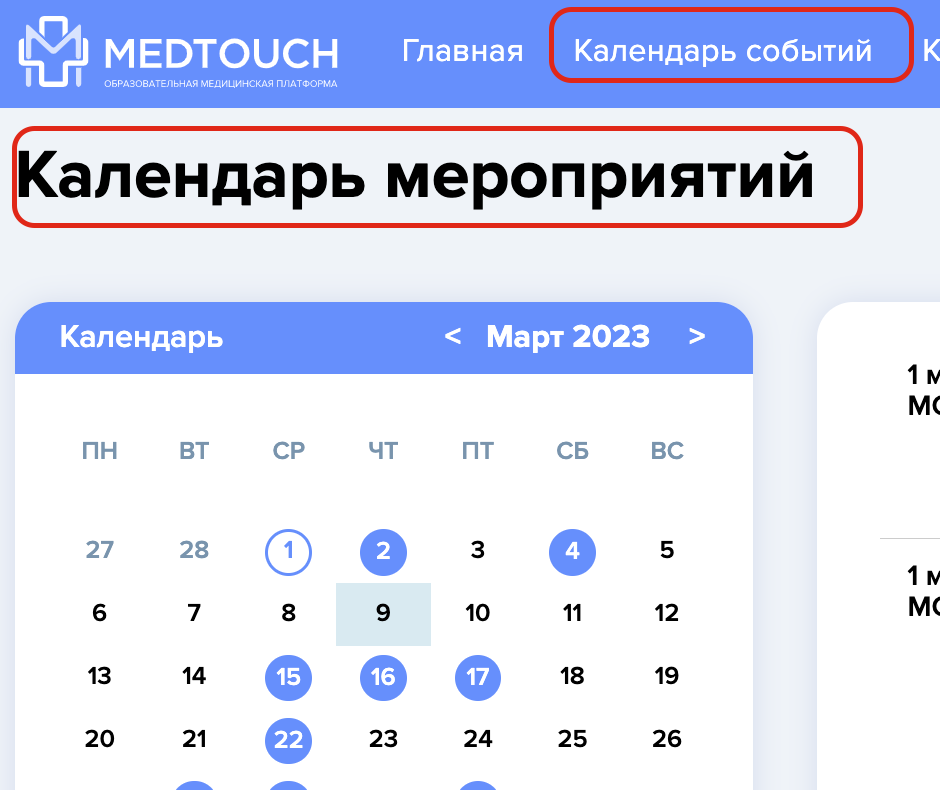 MEDTOUCH
ОБРАЗОВАТЕЛЬНАЯ МЕДИЦИНСКАЯ ПЛАТФОРМА
Главная Календарь событий
Календарь мероприятий
Календарь < Март 2023 >
ПН ВТ СР ЧТ ПТ СБ ВС
27 28 1 2 3 4 5
6 7 8 9 10 11 12
13 14 15 16 17 18 19
20 21 22 23 24 25 26
1
1